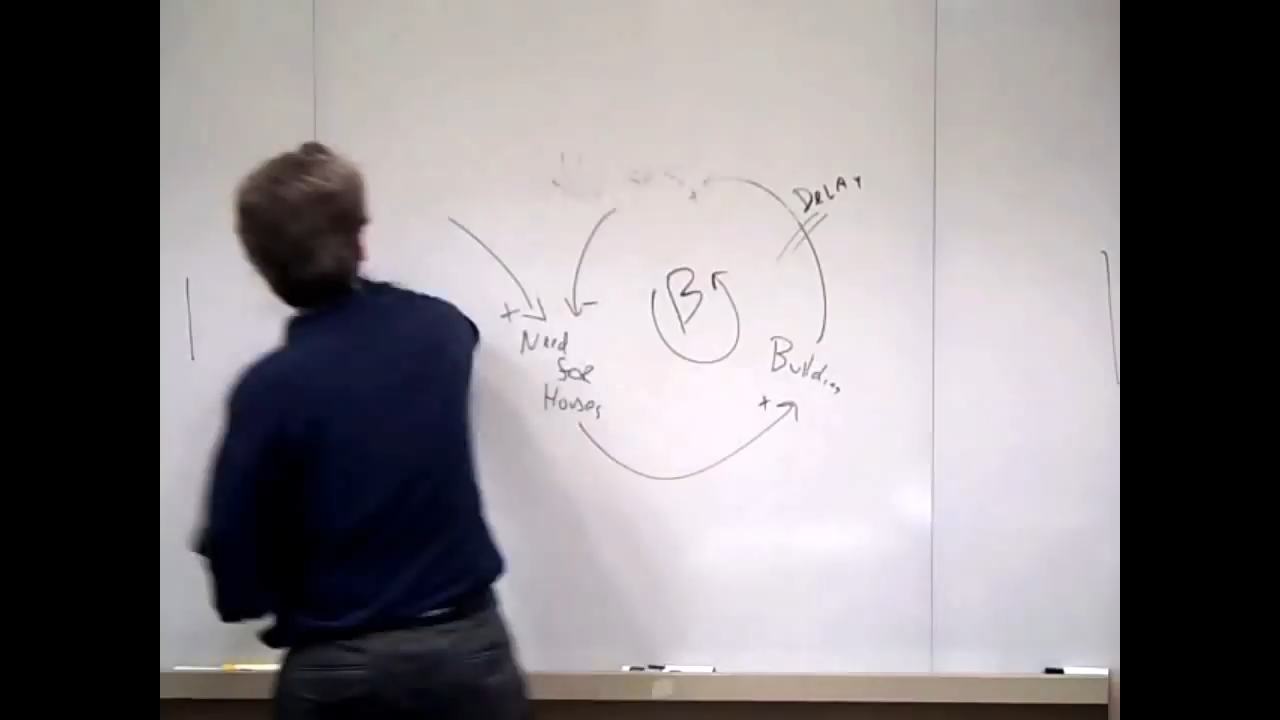 DELAY
B
+ -
Need
for
Houses
Building
+